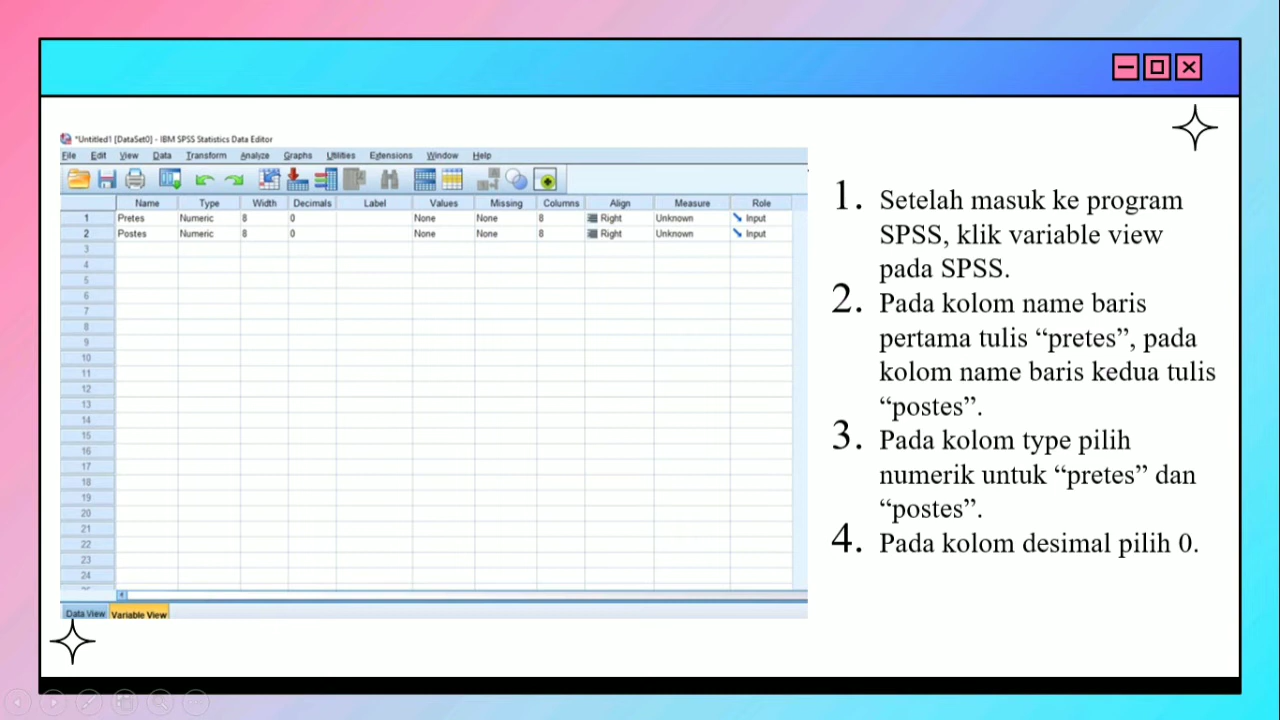 *Untitled1 [DataSet0] - IBM SPSS Statistics Data Editor
File Edit View Data Transform Analyze Graphs Utilities Extensions Window Help
Name Type Width Decimals Label Values Missing Columns Align Measure Role
1 Pretes Numeric 8 0 None None 8 Right Unknown Input
2 Postes Numeric 8 0 None None 8 Right Unknown Input
3
4
5
6
7
8
9
10
11
12
13
14
15
16
17
18
19
20
21
22
23
24
Data View Variable View
1. Setelah masuk ke program
SPSS, klik variable view
pada SPSS.
2. Pada kolom name baris
pertama tulis “pretes”, pada
kolom name baris kedua tulis
“postes”.
3. Pada kolom type pilih
numerik untuk “pretes” dan
“postes”.
4. Pada kolom desimal pilih 0.